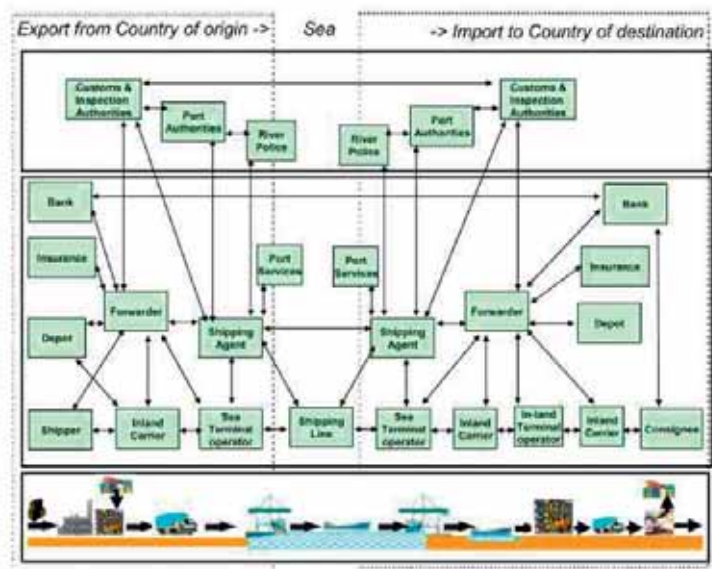 Export from Country of origin ->
Sea
-> Import to Country of destination
Customs &
Inspection
Authorities
Port
Authorities
River
Police
River
Police
Port
Authorities
Customs &
Inspection
Authorities
Bank
Bank
Insurance
Port
Services
Port
Services
Insurance
Forwarder
Forwarder
Depot
Shipping
Agent
Shipping
Agent
Depot
Shipper
Inland
Carrier
Sea
Terminal
operator
Shipping
Line
Sea
Terminal
operator
Inland
Carrier
In-land
Terminal
operator
Inland
Carrier
Consignee